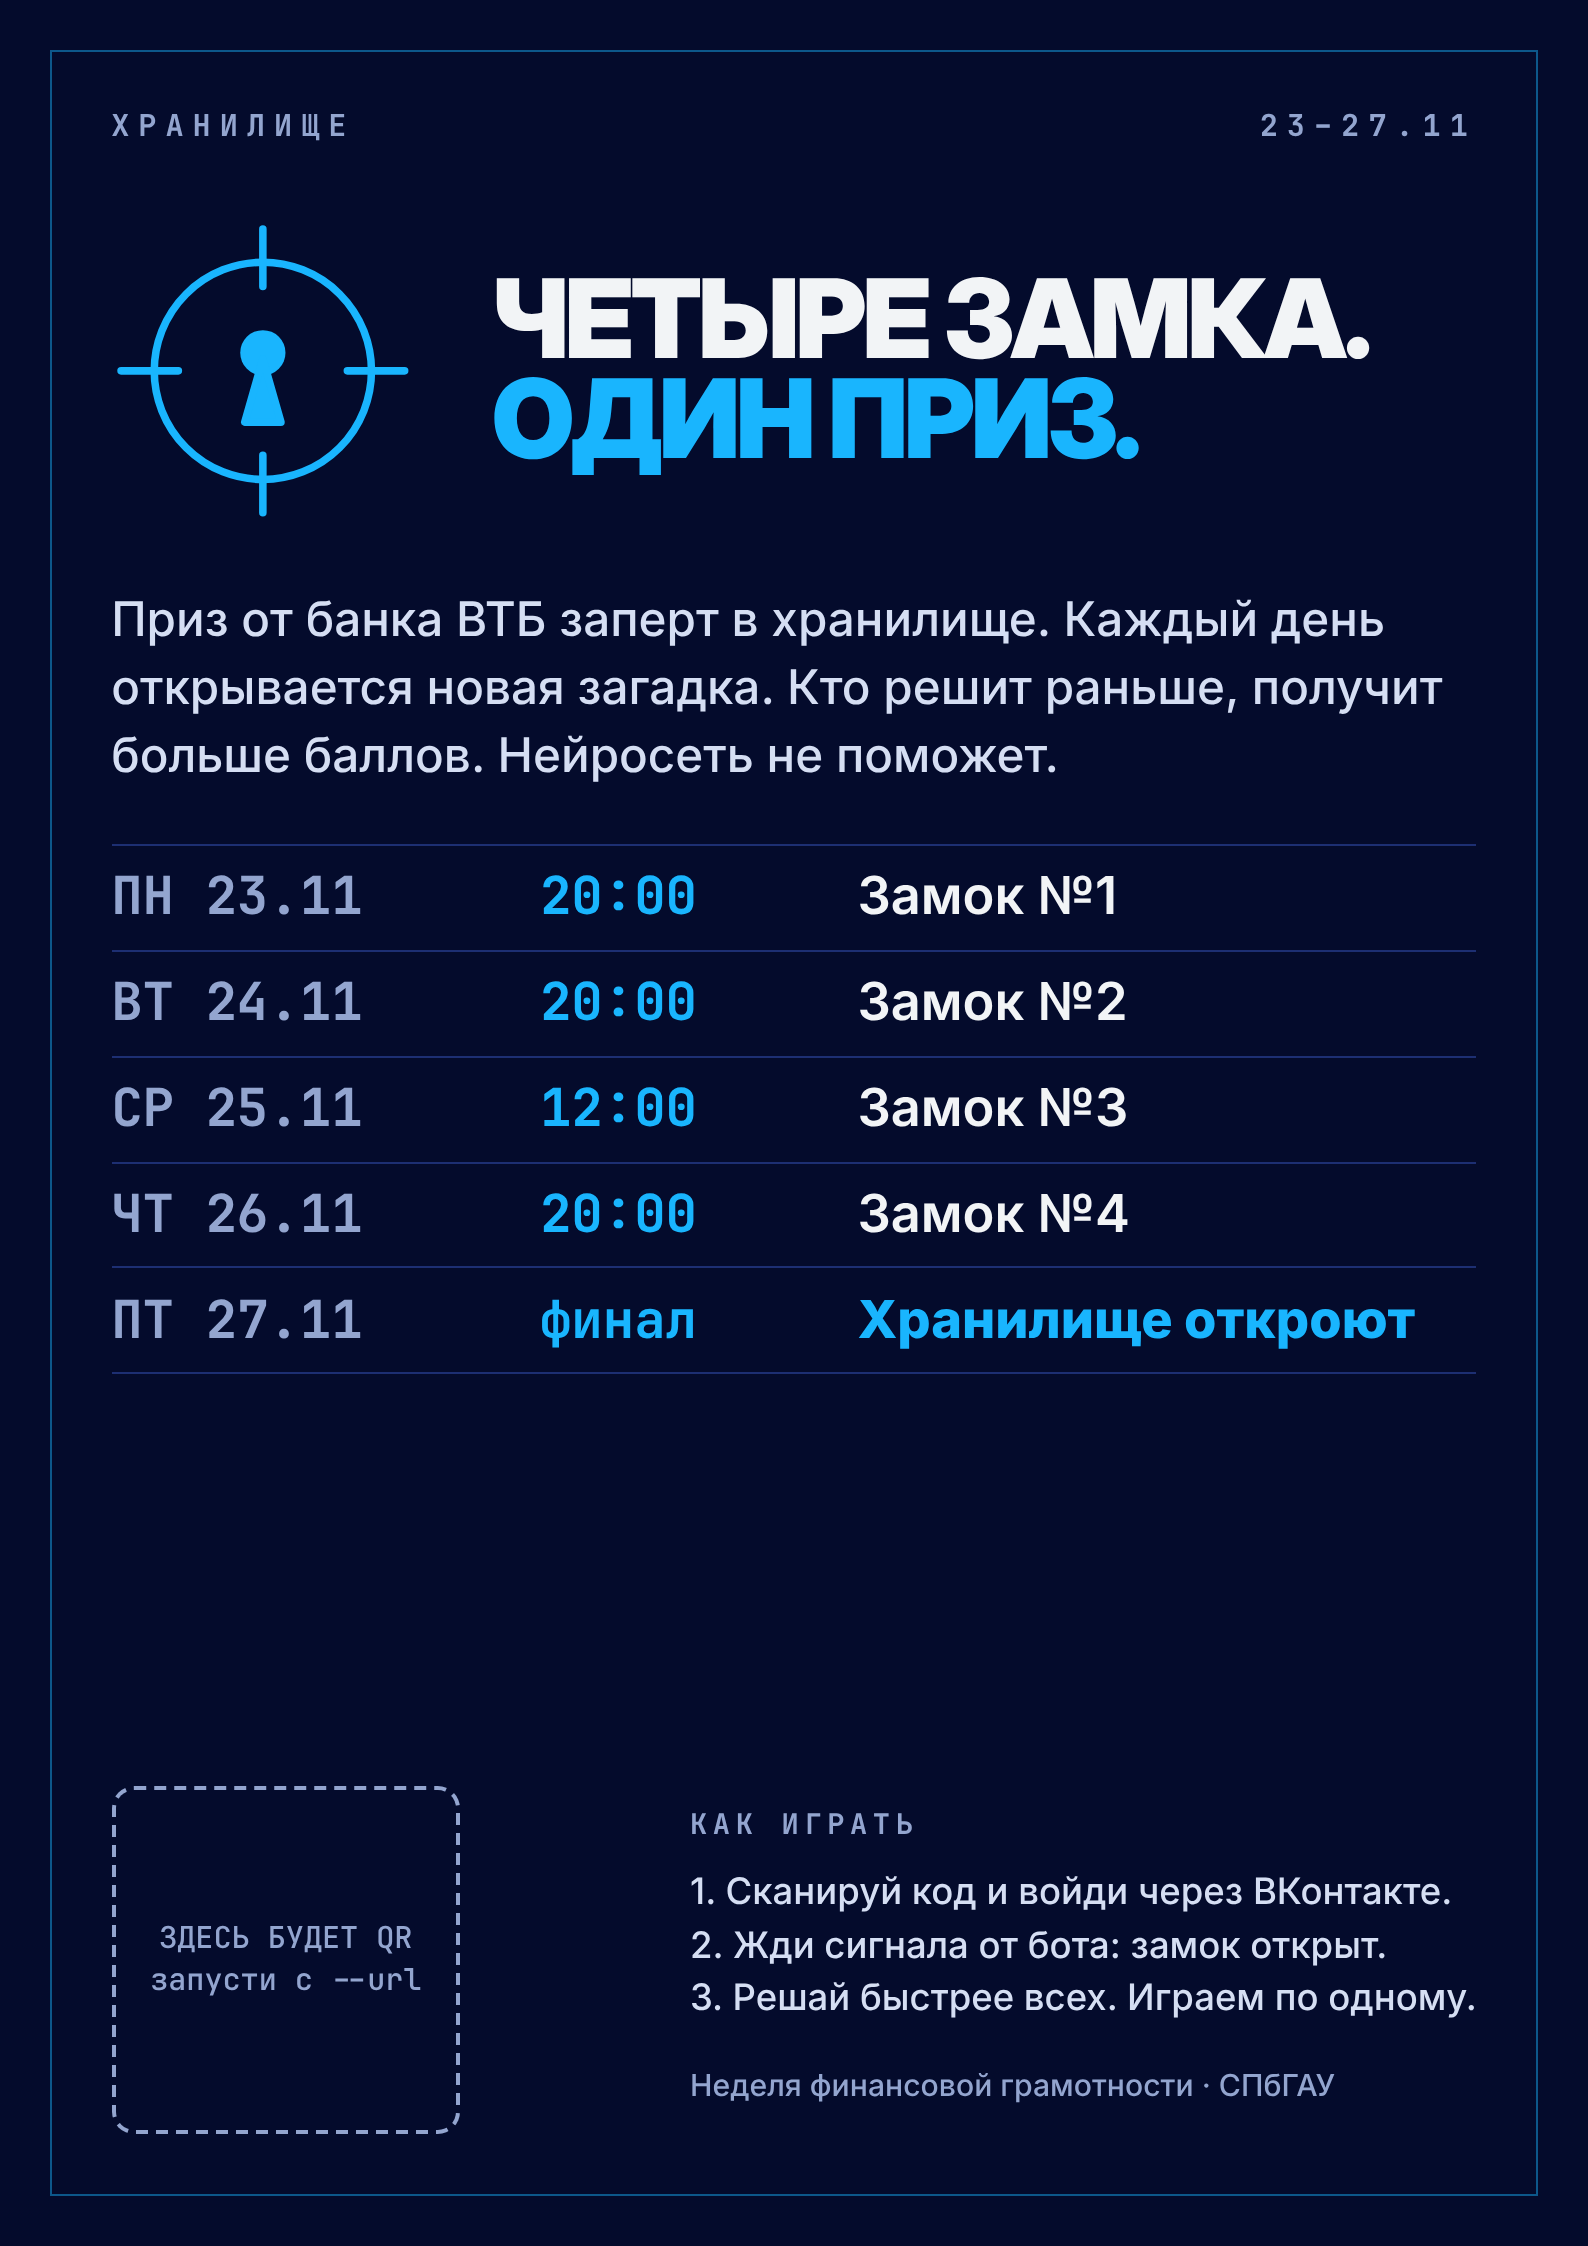 ХРАНИЛИЩЕ
23–27.11
ЧЕТЫРЕ ЗАМКА.
ОДИН ПРИЗ.
Приз от банка ВТБ заперт в хранилище. Каждый день
открывается новая загадка. Кто решит раньше, получит
больше баллов. Нейросеть не поможет.
ПН 23.11 20:00 Замок №1
ВТ 24.11 20:00 Замок №2
СР 25.11 12:00 Замок №3
ЧТ 26.11 20:00 Замок №4
ПТ 27.11 финал Хранилище откроют
ЗДЕСЬ БУДЕТ QR
запусти с --url
КАК ИГРАТЬ
1. Сканируй код и войди через ВКонтакте.
2. Жди сигнала от бота: замок открыт.
3. Решай быстрее всех. Играем по одному.
Неделя финансовой грамотности · СПбГАУ